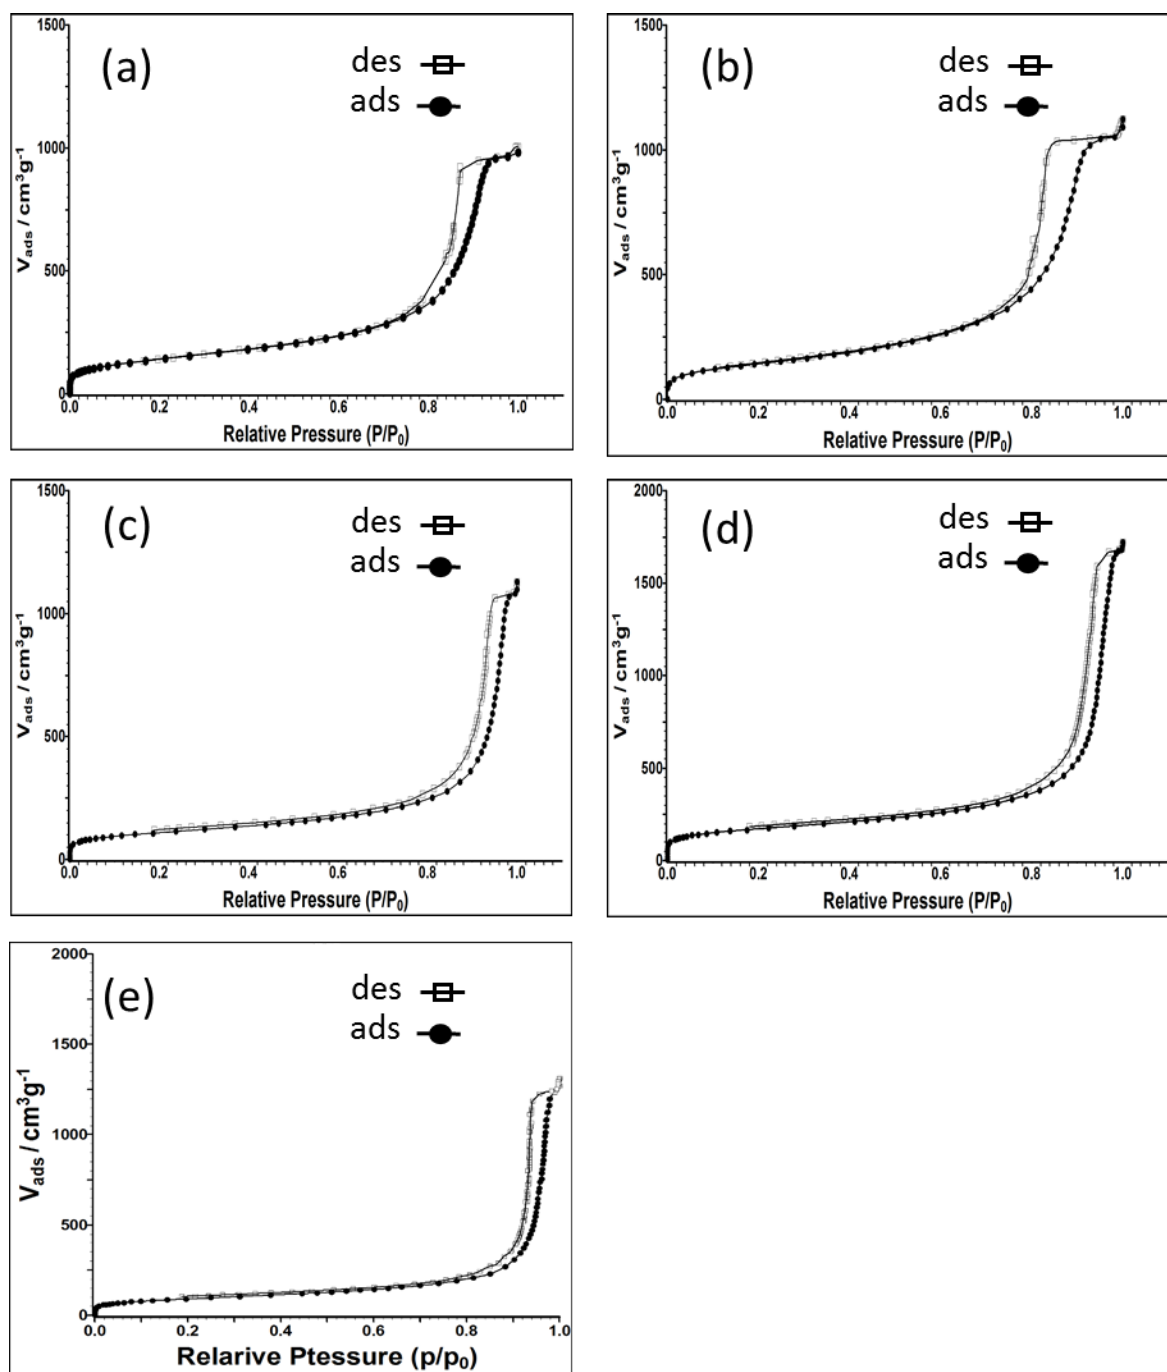 (a)
des
ads
1500
1000
500
0
V_ads / cm³g⁻¹
0.0 0.2 0.4 0.6 0.8 1.0
Relative Pressure (P/P₀)
(b)
des
ads
1500
1000
500
0
V_ads / cm³g⁻¹
0.0 0.2 0.4 0.6 0.8 1.0
Relative Pressure (P/P₀)
(c)
des
ads
1500
1000
500
0
V_ads / cm³g⁻¹
0.0 0.2 0.4 0.6 0.8 1.0
Relative Pressure (P/P₀)
(d)
des
ads
2000
1500
1000
500
0
V_ads / cm³g⁻¹
0.0 0.2 0.4 0.6 0.8 1.0
Relative Pressure (P/P₀)
(e)
des
ads
2000
1500
1000
500
0
V_ads / cm³g⁻¹
0.0 0.2 0.4 0.6 0.8 1.0
Relarive Ptessure (p/p₀)